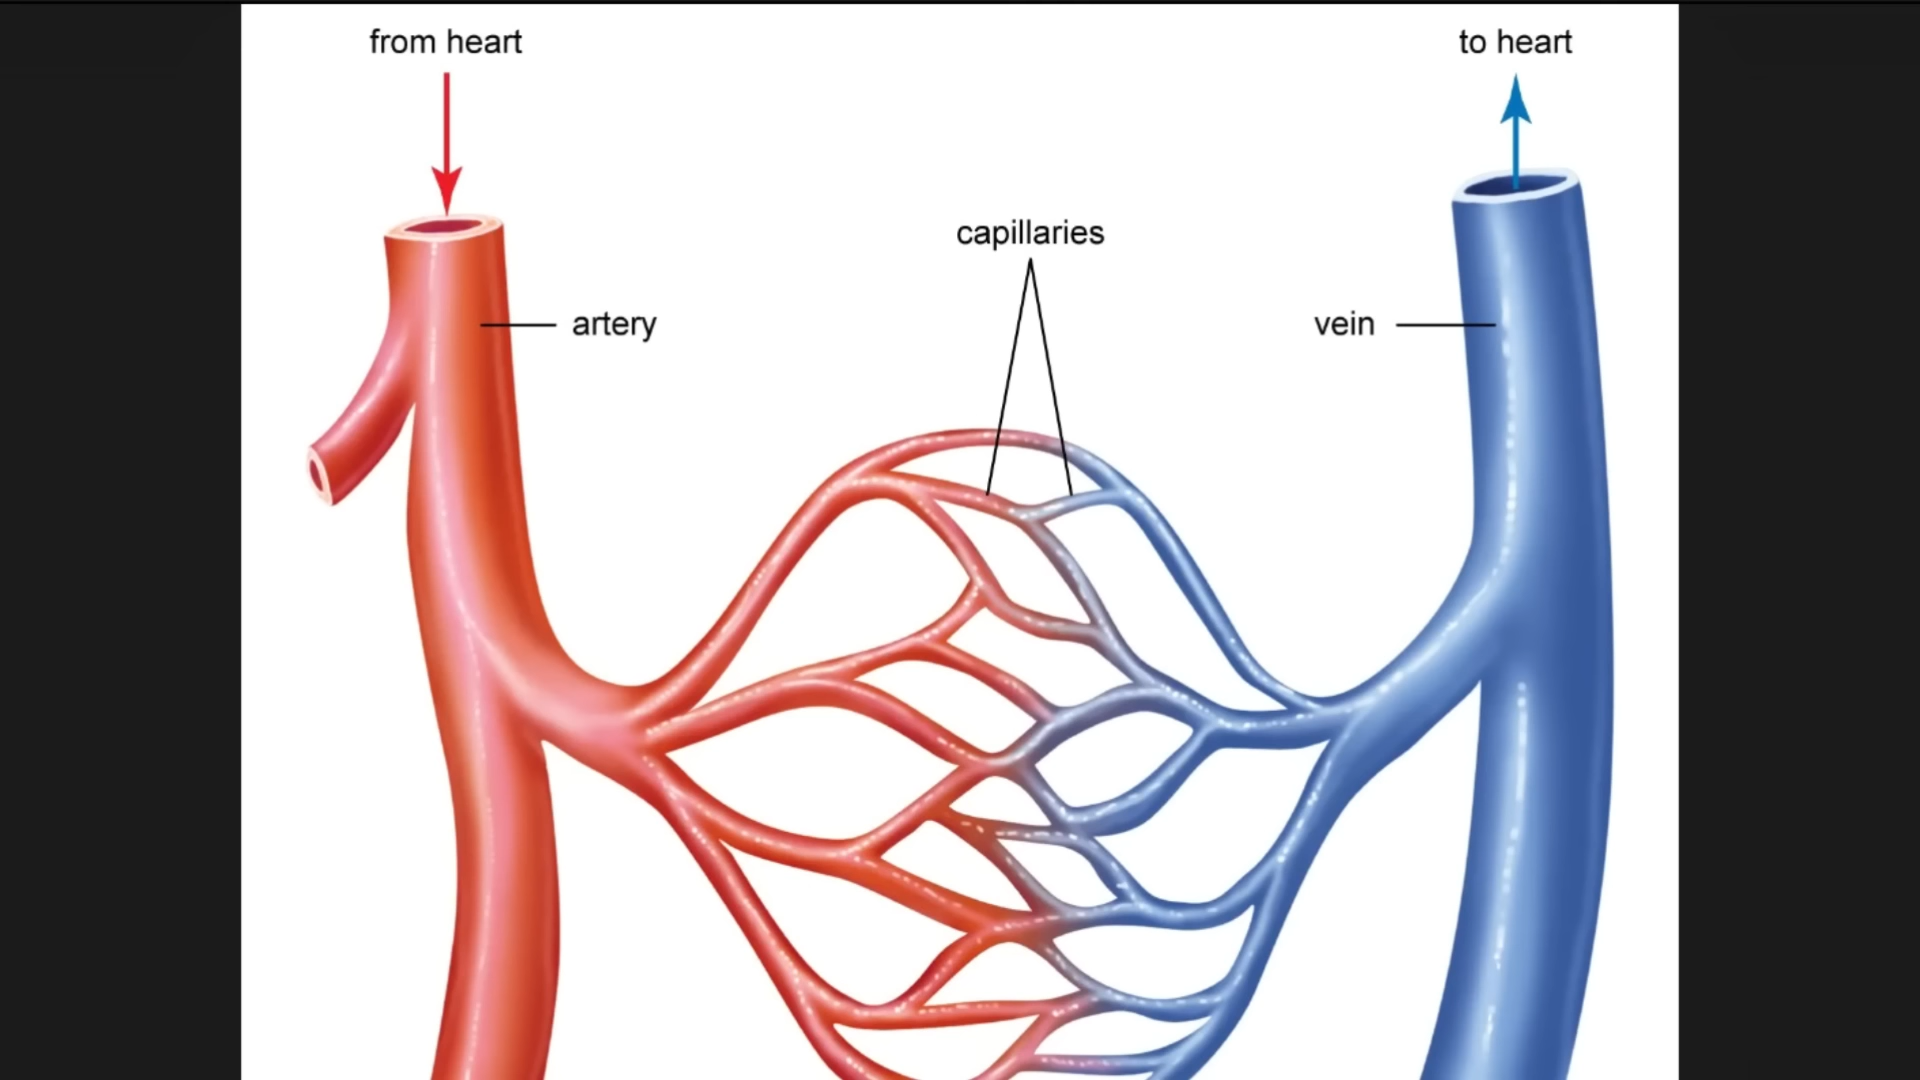 from heart
to heart
capillaries
artery
vein